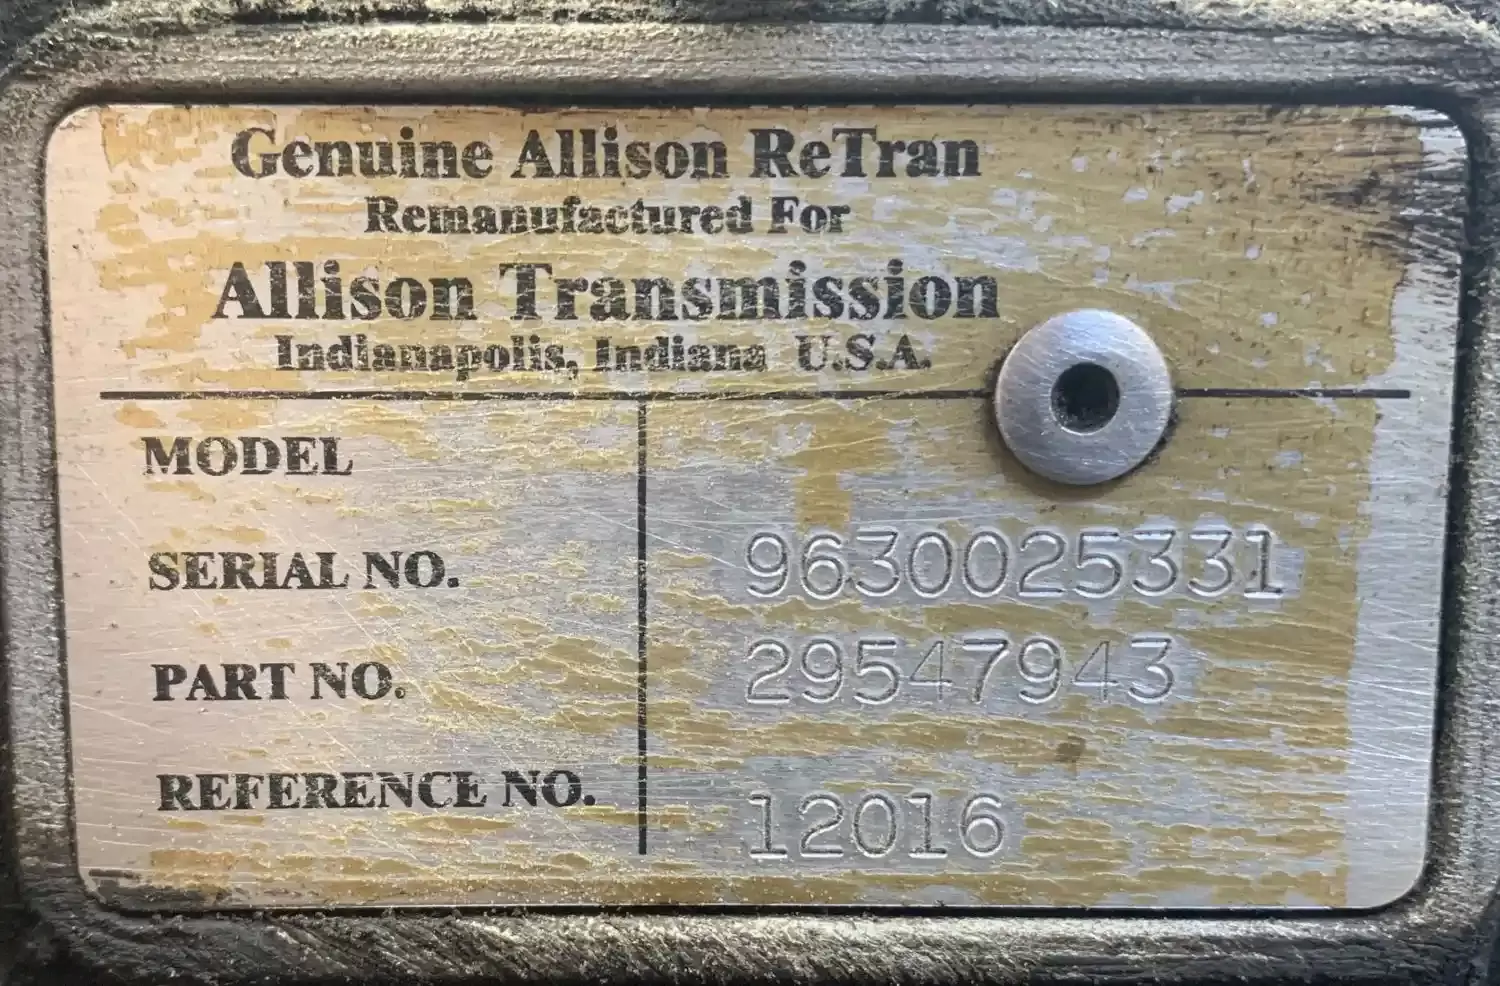 Genuine Allison ReTran
Remanufactured For
Allison Transmission
Indianapolis, Indiana U.S.A.
MODEL
SERIAL NO. 9630025331
PART NO. 29547943
REFERENCE NO. 12016